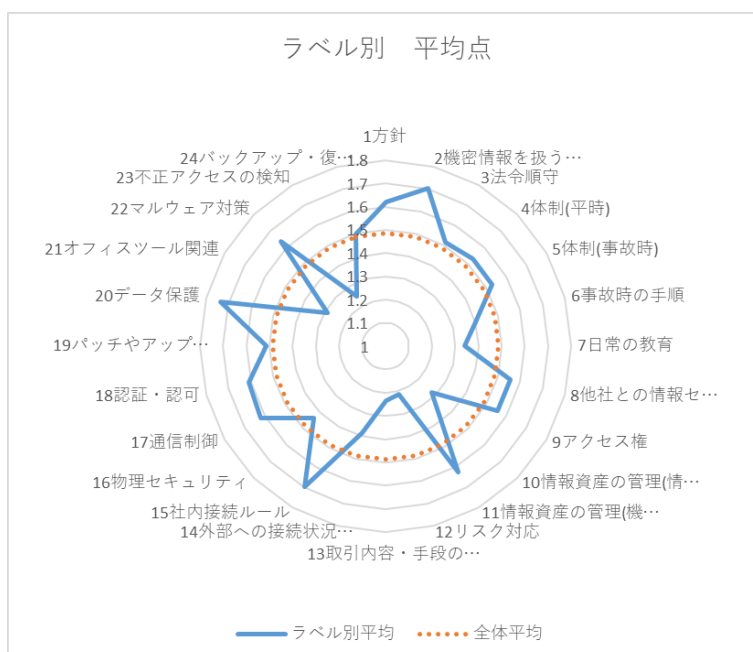 ラベル別　平均点
1方針
2機密情報を扱う…
3法令順守
4体制(平時)
5体制(事故時)
6事故時の手順
7日常の教育
8他社との情報セ…
9アクセス権
10情報資産の管理(情…
11情報資産の管理(機…
12リスク対応
13取引内容・手段の…
14外部への接続状況…
15社内接続ルール
16物理セキュリティ
17通信制御
18認証・認可
19パッチやアップ…
20データ保護
21オフィスツール関連
22マルウェア対策
23不正アクセスの検知
24バックアップ・復…
1.8
1.7
1.6
1.5
1.4
1.3
1.2
1.1
1
ラベル別平均
全体平均